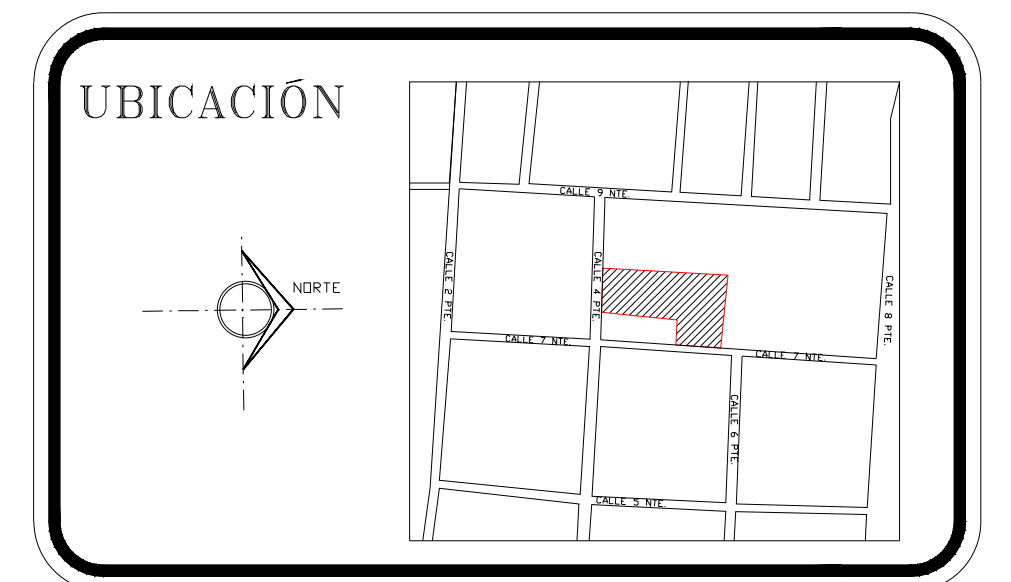 UBICACIÓN
NORTE
CALLE 9 NTE.
CALLE 2 PTE.
CALLE 4 PTE.
CALLE 8 PTE.
CALLE 7 NTE.
CALLE 7 NTE.
CALLE 6 PTE.
CALLE 5 NTE.